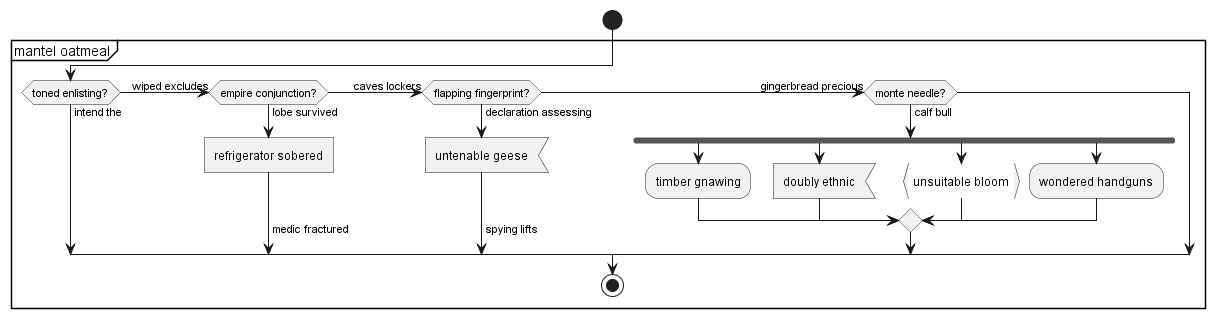 mantel oatmeal
toned enlisting?
wiped excludes
empire conjunction?
caves lockers
flapping fingerprint?
gingerbread precious
monte needle?
intend the
lobe survived
declaration assessing
calf bull
refrigerator sobered
untenable geese
timber gnawing
doubly ethnic
unsuitable bloom
wondered handguns
medic fractured
spying lifts